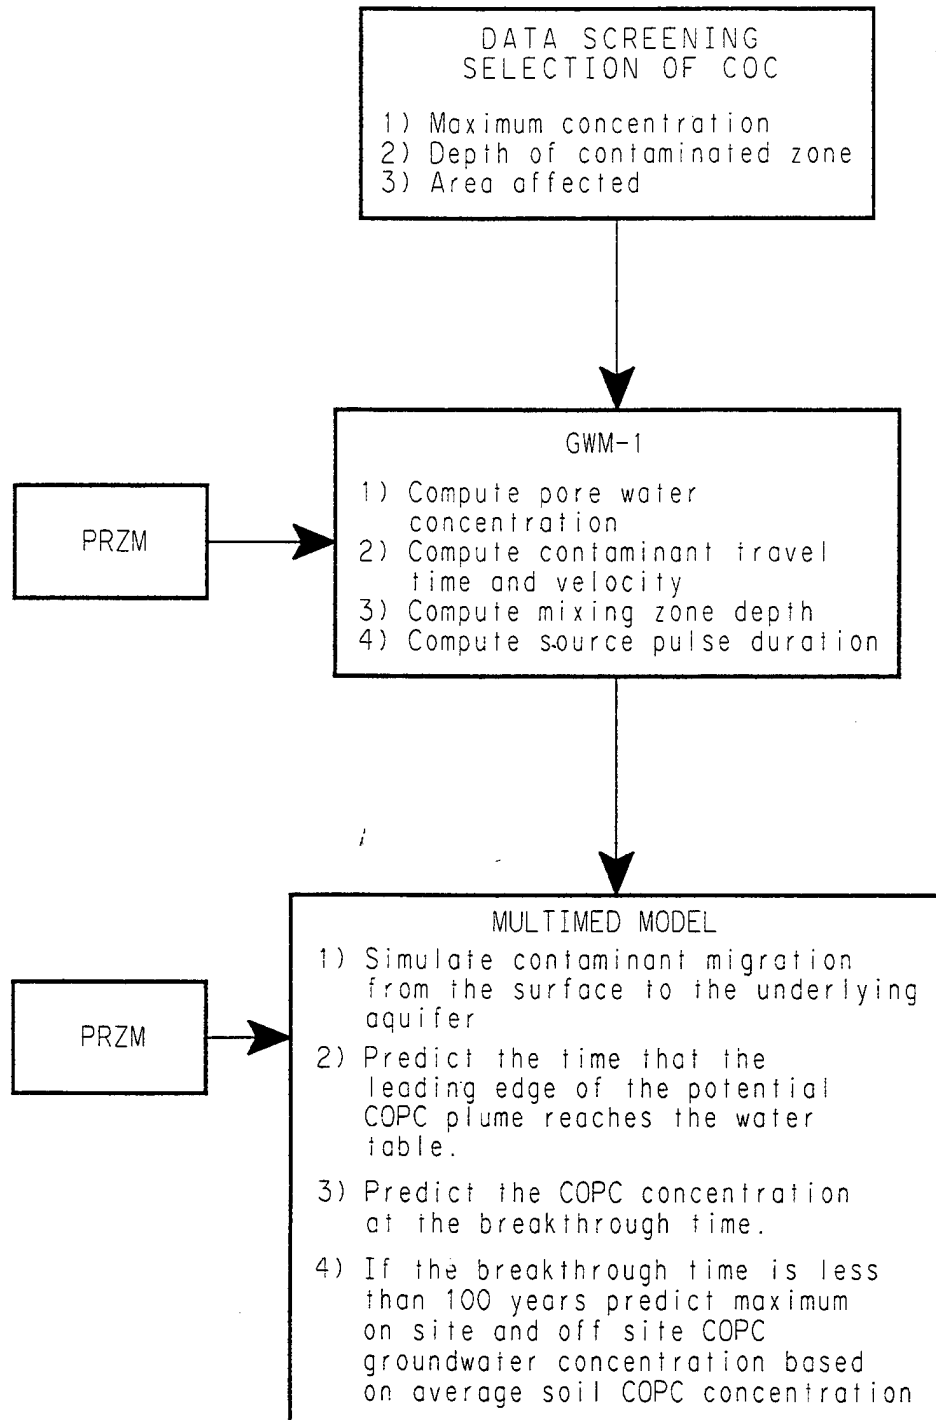 DATA SCREENING
SELECTION OF COC
1) Maximum concentration
2) Depth of contaminated zone
3) Area affected
GWM-1
1) Compute pore water
concentration
2) Compute contaminant travel
time and velocity
3) Compute mixing zone depth
4) Compute source pulse duration
PRZM
MULTIMED MODEL
1) Simulate contaminant migration
from the surface to the underlying
aquifer
2) Predict the time that the
leading edge of the potential
COPC plume reaches the water
table.
3) Predict the COPC concentration
at the breakthrough time.
4) If the breakthrough time is less
than 100 years predict maximum
on site and off site COPC
groundwater concentration based
on average soil COPC concentration
PRZM